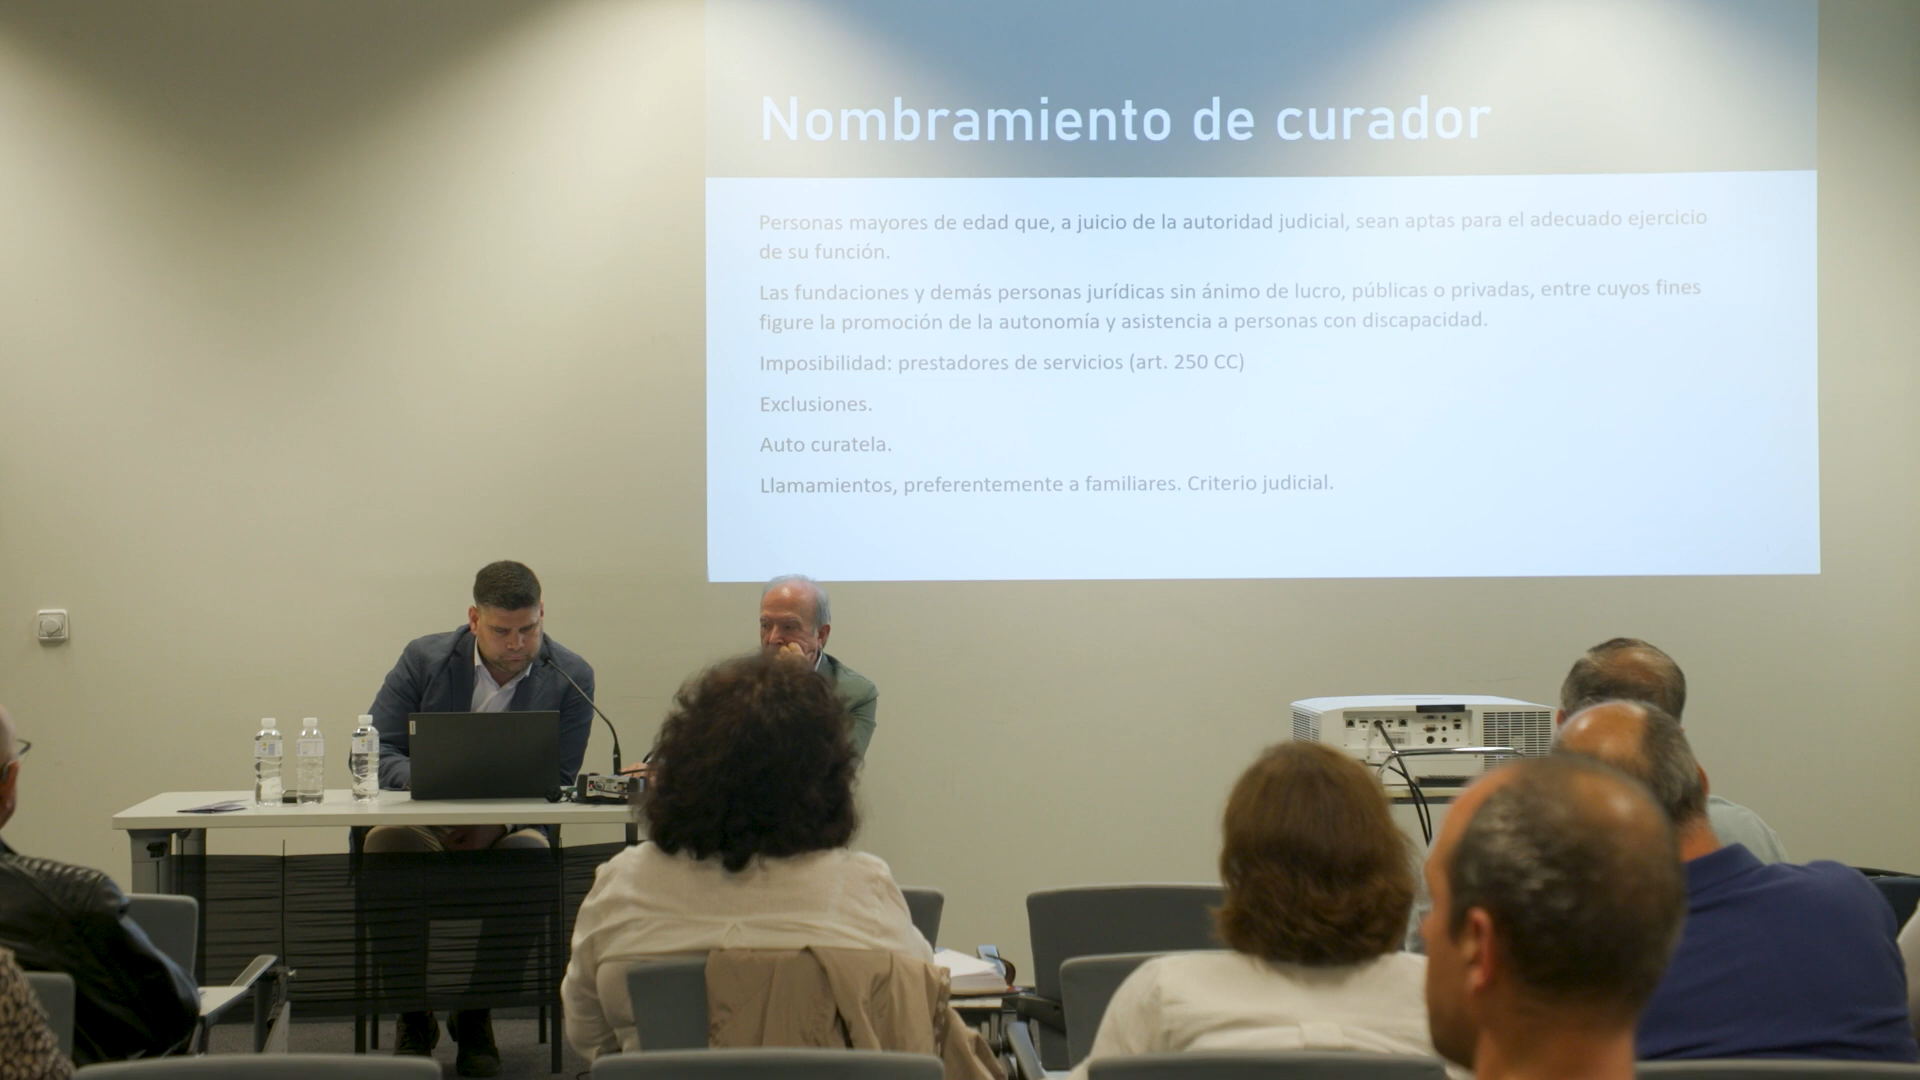 Nombramiento de curador
Personas mayores de edad que, a juicio de la autoridad judicial, sean aptas para el adecuado ejercicio
de su función.
Las fundaciones y demás personas jurídicas sin ánimo de lucro, públicas o privadas, entre cuyos fines
figure la promoción de la autonomía y asistencia a personas con discapacidad.
Imposibilidad: prestadores de servicios (art. 250 CC)
Exclusiones.
Auto curatela.
Llamamientos, preferentemente a familiares. Criterio judicial.